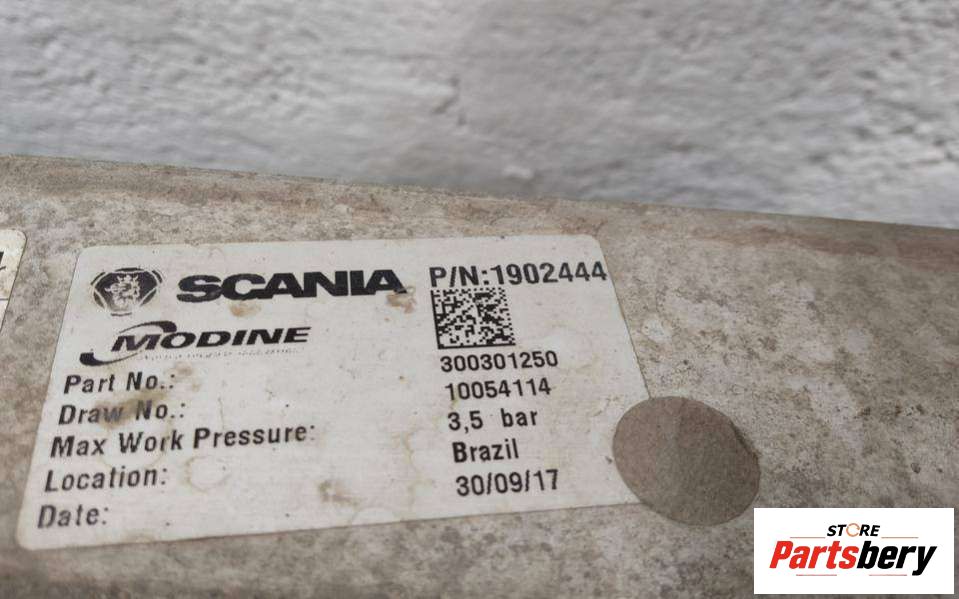 SCANIA P/N:1902444
MODINE
Part No.: 300301250
Draw No.: 10054114
Max Work Pressure: 3,5 bar
Location: Brazil
Date: 30/09/17
STORE
Partsbery